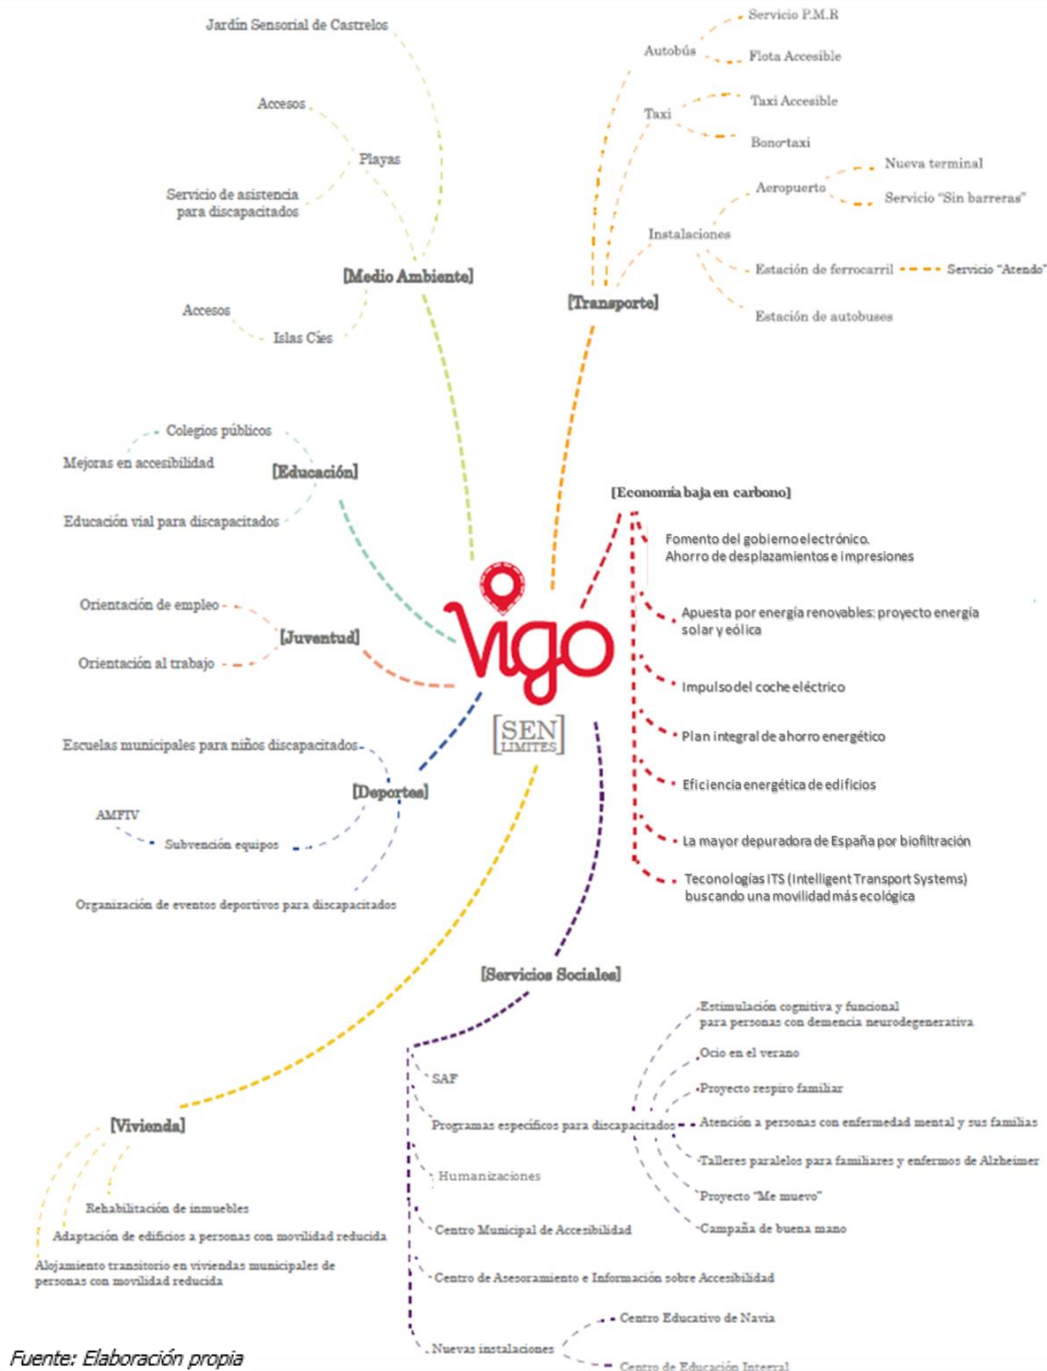 Jardín Sensorial de Castrelos
Accesos
Playas
Servicio de asistencia
para discapacitados
[Medio Ambiente]
Accesos
Islas Cíes
Servicio P.M.R
Autobús
Flota Accesible
Taxi Accesible
Taxi
Bono-taxi
Nueva terminal
Aeropuerto
Servicio "Sin barreras"
Instalaciones
Estación de ferrocarril
Servicio "Atendo"
[Transporte]
Estación de autobuses
Colegios públicos
Mejoras en accesibilidad
[Educación]
Educación vial para discapacitados
[Economía baja en carbono]
Fomento del gobierno electrónico.
Ahorro de desplazamientos e impresiones
Apuesta por energía renovables: proyecto energía
solar y eólica
Impulso del coche eléctrico
Plan integral de ahorro energético
Eficiencia energética de edificios
La mayor depuradora de España por biofiltración
Teconologías ITS (Intelligent Transport Systems)
buscando una movilidad más ecológica
Orientación de empleo
[Juventud]
Orientación al trabajo
Vigo
[SEN
LIMITES]
Escuelas municipales para niños discapacitados
[Deportes]
AMFIV
Subvención equipos
Organización de eventos deportivos para discapacitados
[Servicios Sociales]
SAF
Programas específicos para discapacitados
Estimulación cognitiva y funcional
para personas con demencia neurodegenerativa
Ocio en el verano
Proyecto respiro familiar
Atención a personas con enfermedad mental y sus familias
Talleres paralelos para familiares y enfermos de Alzheimer
Proyecto "Me muevo"
Campaña de buena mano
Humanizaciones
Centro Municipal de Accesibilidad
Centro de Asesoramiento e Información sobre Accesibilidad
Nuevas instalaciones
Centro Educativo de Navia
Centro de Educación Integral
[Vivienda]
Rehabilitación de inmuebles
Adaptación de edificios a personas con movilidad reducida
Alojamiento transitorio en viviendas municipales de
personas con movilidad reducida
Fuente: Elaboración propia